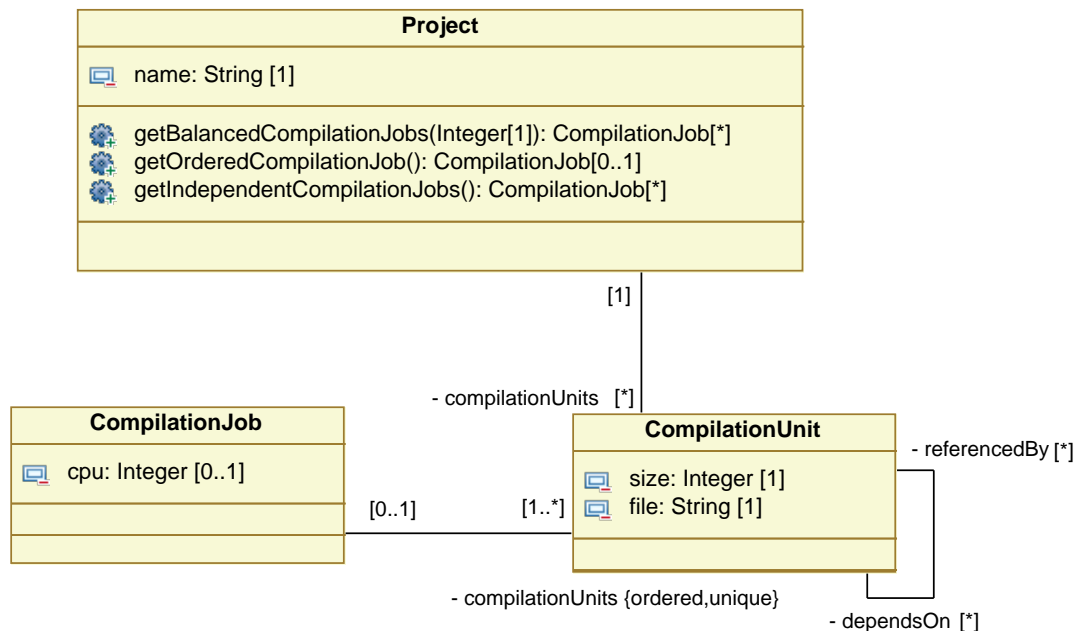 Project
name: String [1]
getBalancedCompilationJobs(Integer[1]): CompilationJob[*]
getOrderedCompilationJob(): CompilationJob[0..1]
getIndependentCompilationJobs(): CompilationJob[*]
[1]
- compilationUnits [*]
CompilationJob
cpu: Integer [0..1]
[0..1]
[1..*]
CompilationUnit
size: Integer [1]
file: String [1]
- referencedBy [*]
- compilationUnits {ordered,unique}
- dependsOn [*]